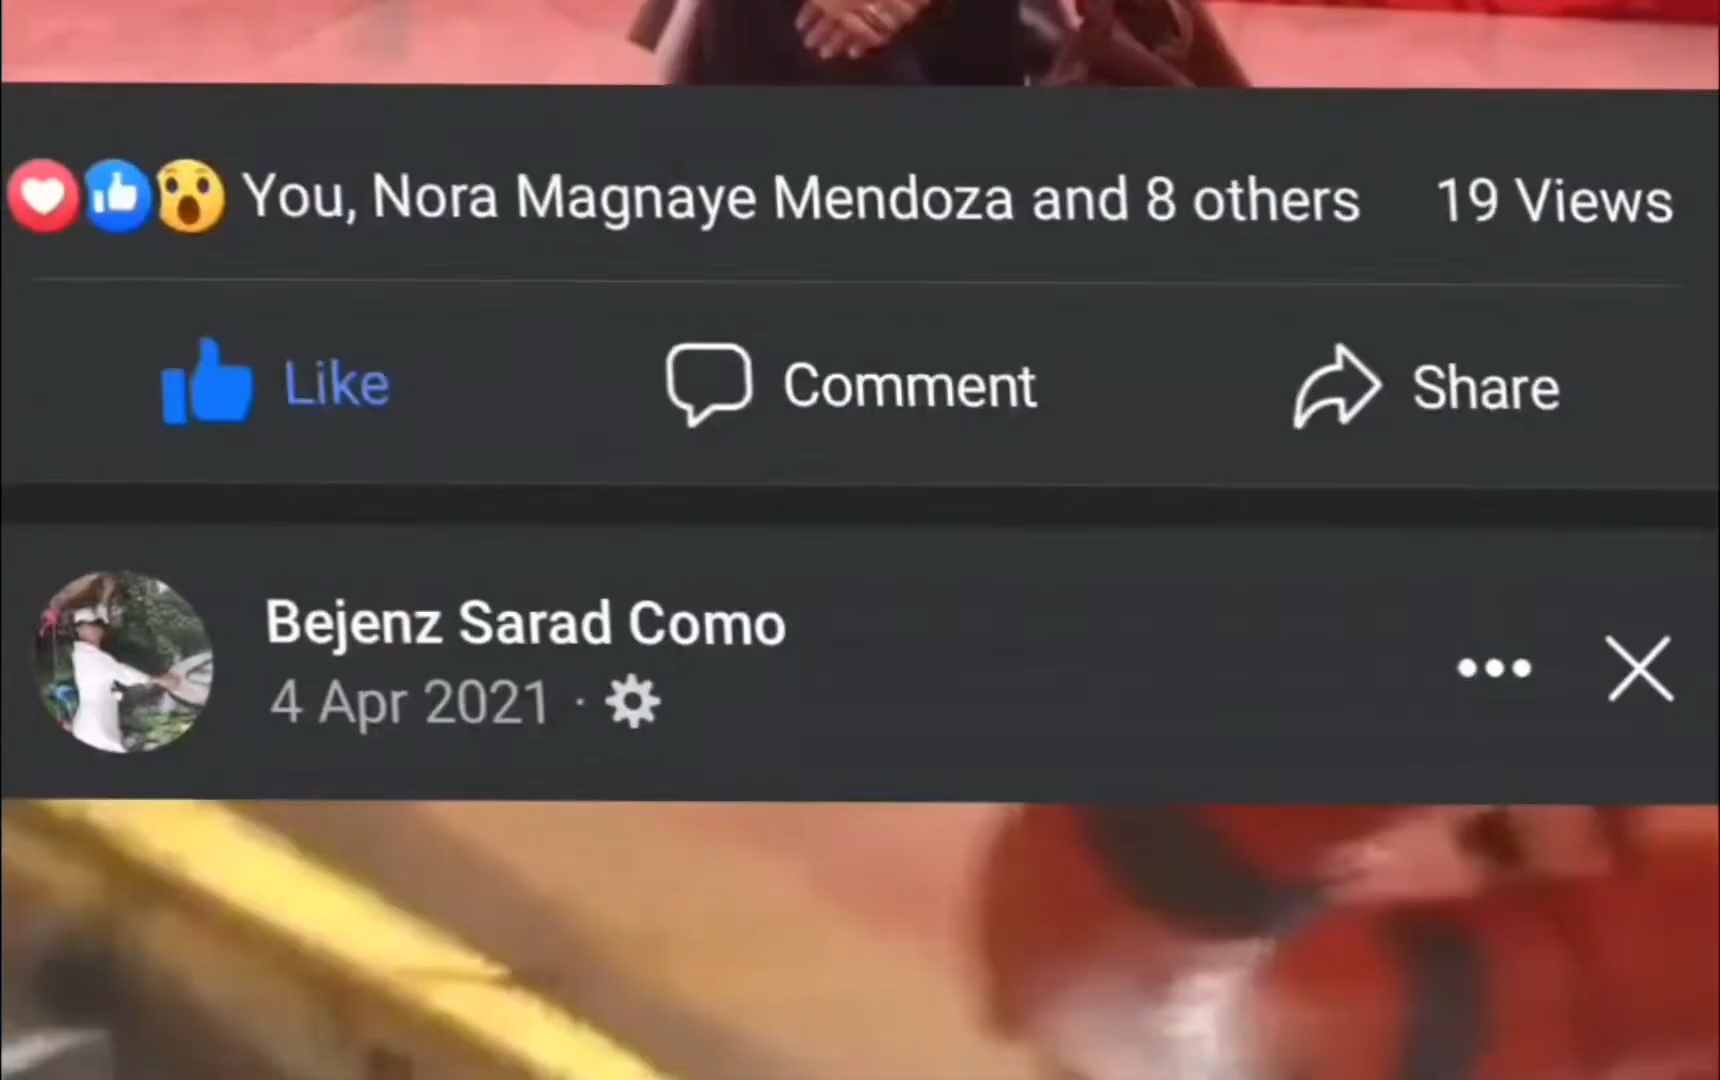 You, Nora Magnaye Mendoza and 8 others 19 Views
Like Comment Share
Bejenz Sarad Como
4 Apr 2021 ·